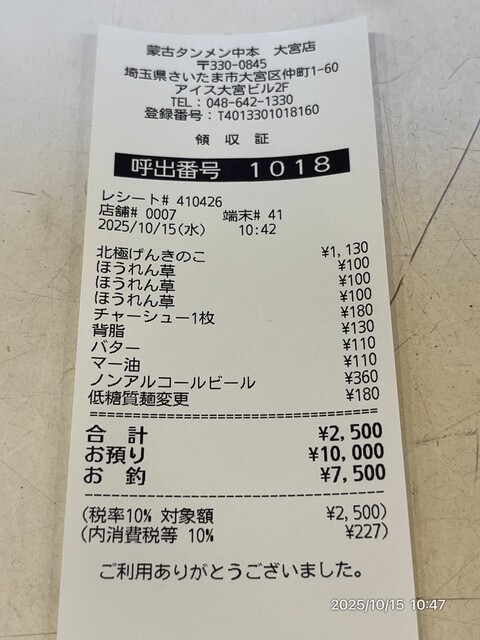 蒙古タンメン中本 大宮店
〒330-0845
埼玉県さいたま市大宮区仲町1-60
アイス大宮ビル2F
TEL：048-642-1330
登録番号：T4013301018160
領 収 証
呼出番号 1018
レシート# 410426
店舗# 0007 端末# 41
2025/10/15(水) 10:42
北極げんきのこ ¥1,130
ほうれん草 ¥100
ほうれん草 ¥100
ほうれん草 ¥100
チャーシュー1枚 ¥180
背脂 ¥130
バター ¥110
マー油 ¥110
ノンアルコールビール ¥360
低糖質麺変更 ¥180
合 計 ¥2,500
お預り ¥10,000
お 釣 ¥7,500
(税率10% 対象額 ¥2,500)
(内消費税等 10% ¥227)
ご利用ありがとうございました。
2025/10/15 10:47